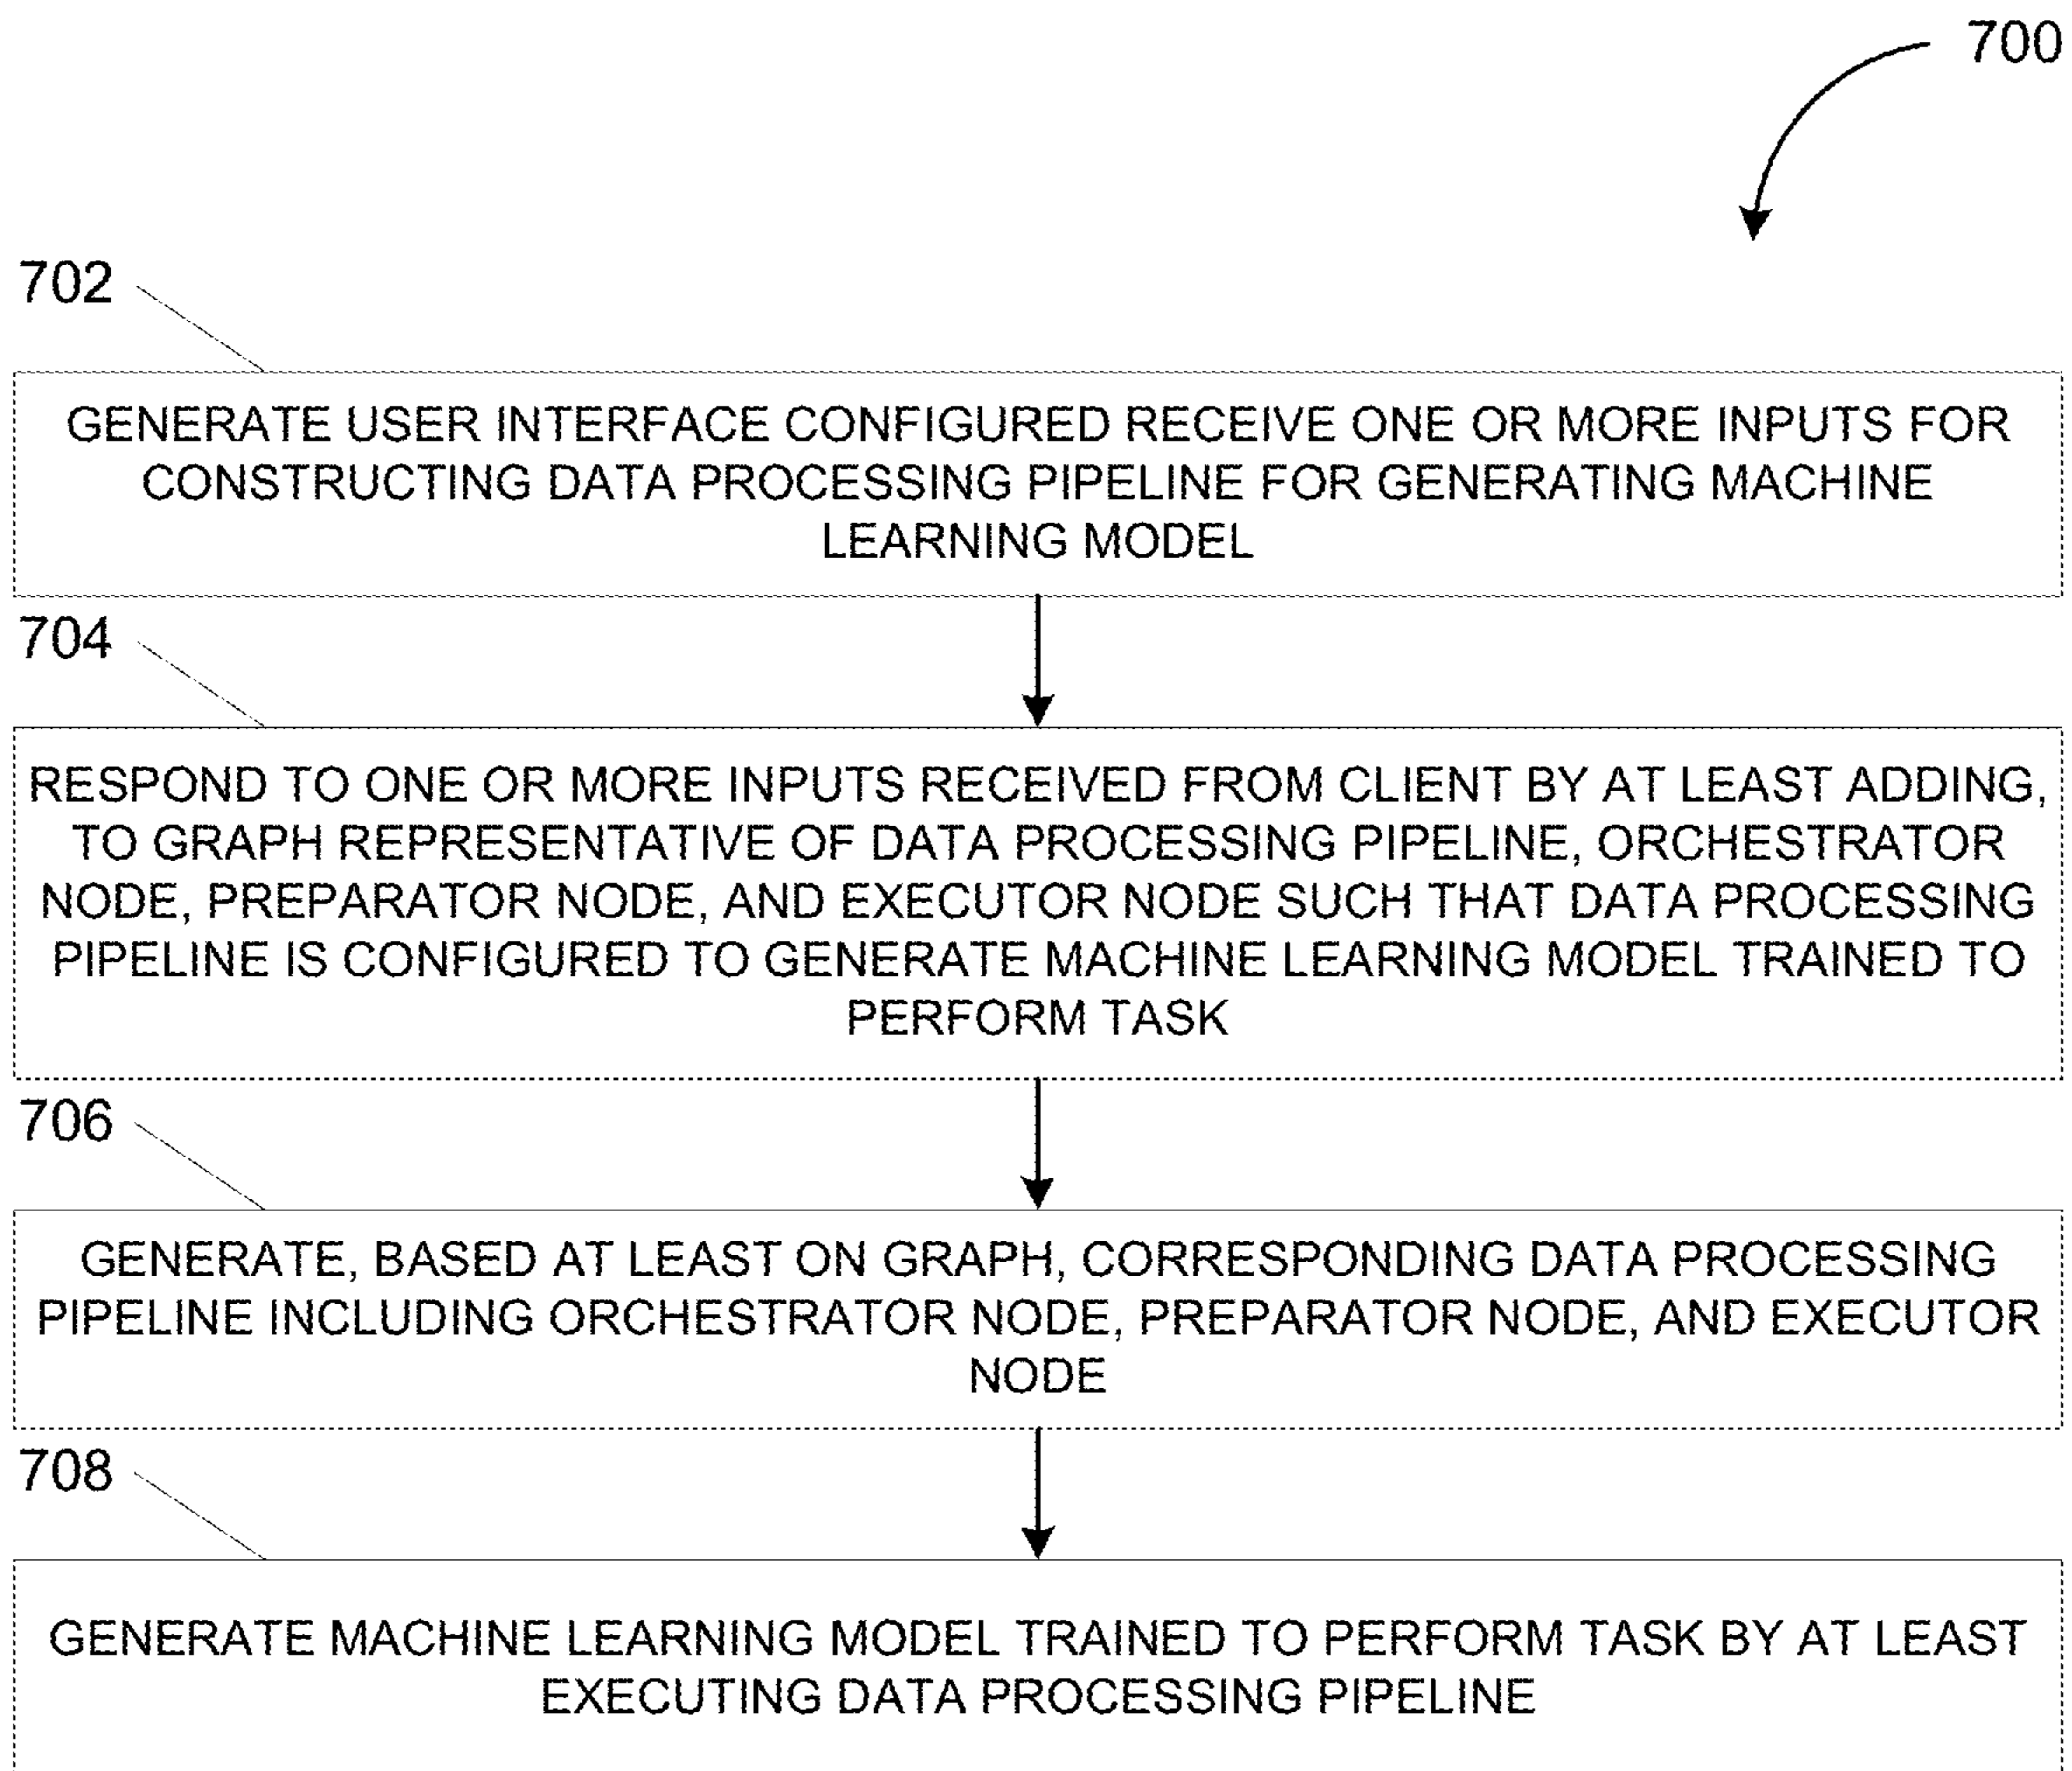 700
702
GENERATE USER INTERFACE CONFIGURED RECEIVE ONE OR MORE INPUTS FOR
CONSTRUCTING DATA PROCESSING PIPELINE FOR GENERATING MACHINE
LEARNING MODEL
704
RESPOND TO ONE OR MORE INPUTS RECEIVED FROM CLIENT BY AT LEAST ADDING,
TO GRAPH REPRESENTATIVE OF DATA PROCESSING PIPELINE, ORCHESTRATOR
NODE, PREPARATOR NODE, AND EXECUTOR NODE SUCH THAT DATA PROCESSING
PIPELINE IS CONFIGURED TO GENERATE MACHINE LEARNING MODEL TRAINED TO
PERFORM TASK
706
GENERATE, BASED AT LEAST ON GRAPH, CORRESPONDING DATA PROCESSING
PIPELINE INCLUDING ORCHESTRATOR NODE, PREPARATOR NODE, AND EXECUTOR
NODE
708
GENERATE MACHINE LEARNING MODEL TRAINED TO PERFORM TASK BY AT LEAST
EXECUTING DATA PROCESSING PIPELINE